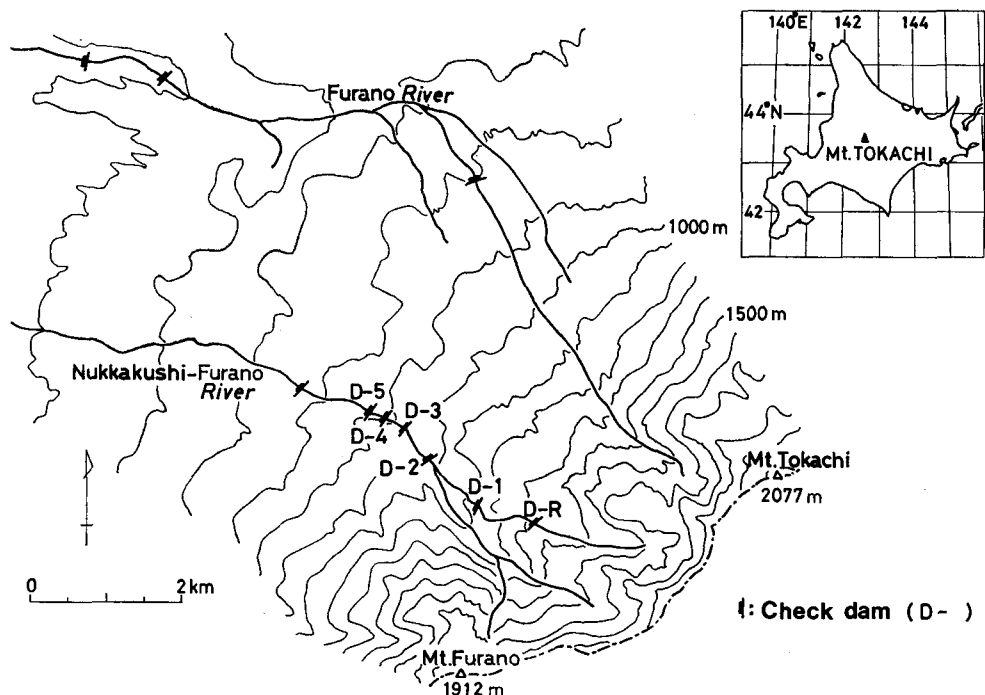 140°E 142 144
44°N
Mt.TOKACHI
42
Furano River
1000 m
1500 m
Nukkakushi-Furano
River
D-5
D-3
D-4
D-2
D-1
D-R
Mt.Tokachi
2077 m
0 2 km
: Check dam (D- )
Mt.Furano
1912 m